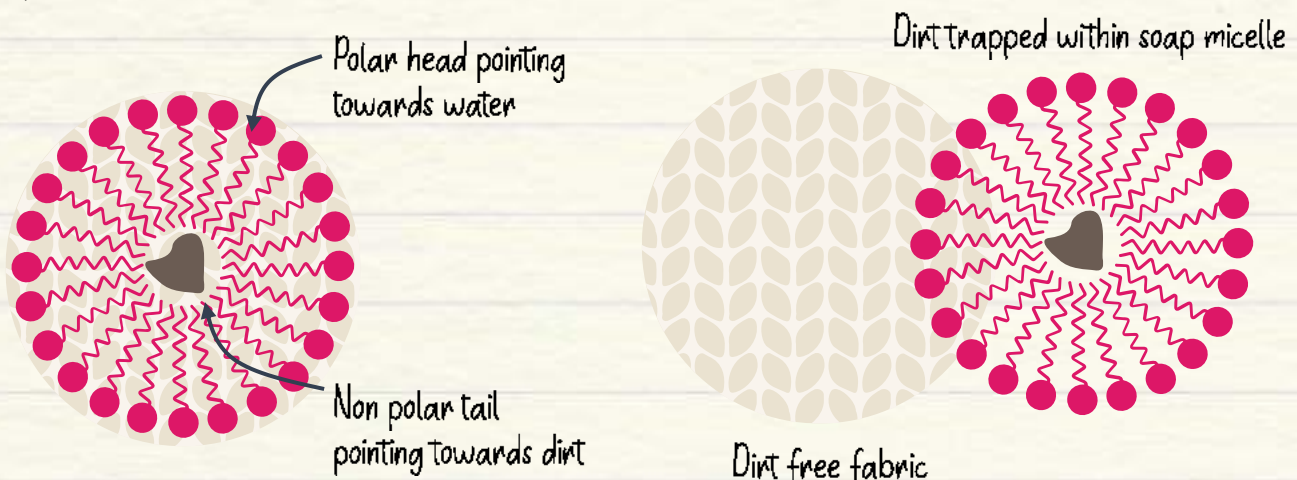 Polar head pointing
towards water
Dirt trapped within soap micelle
Non polar tail
pointing towards dirt
Dirt free fabric